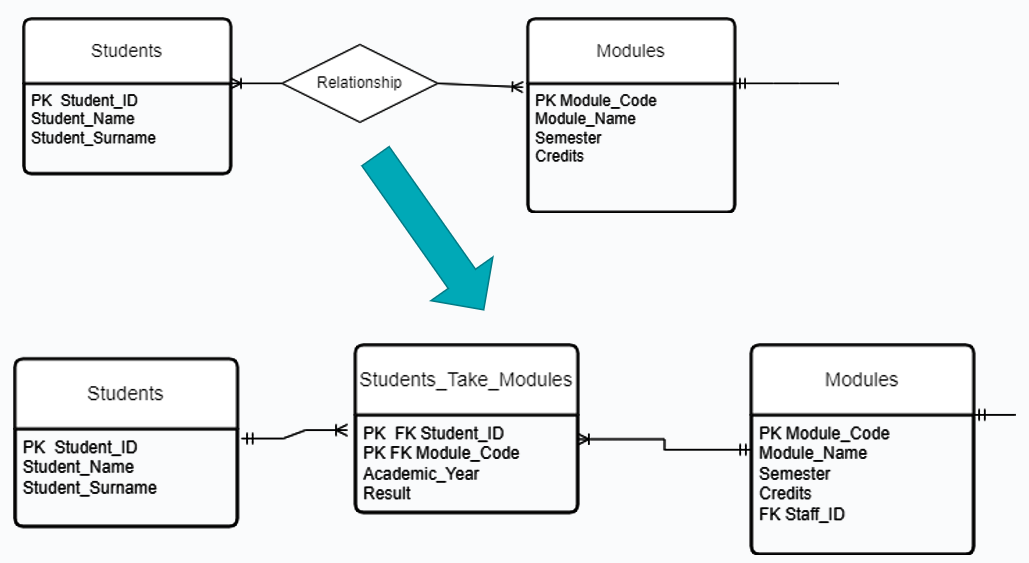 Students
PK  Student_ID
Student_Name
Student_Surname
Relationship
Modules
PK Module_Code
Module_Name
Semester
Credits
Students
PK  Student_ID
Student_Name
Student_Surname
Students_Take_Modules
PK  FK Student_ID
PK FK Module_Code
Academic_Year
Result
Modules
PK Module_Code
Module_Name
Semester
Credits
FK Staff_ID